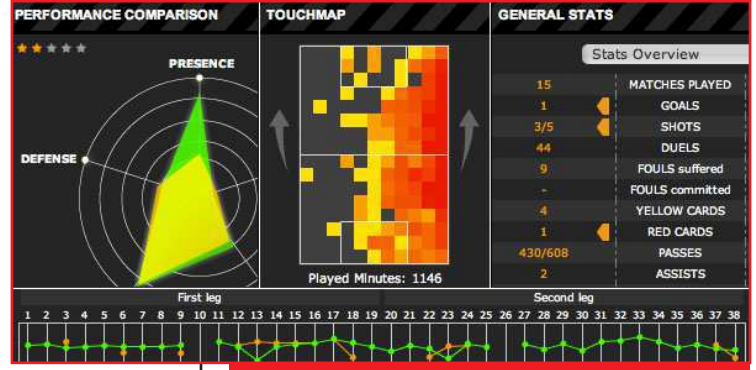 PERFORMANCE COMPARISON
PRESENCE
DEFENSE
TOUCHMAP
Played Minutes: 1146
GENERAL STATS
Stats Overview
15 MATCHES PLAYED
1 GOALS
3/5 SHOTS
44 DUELS
9 FOULS suffered
- FOULS committed
4 YELLOW CARDS
1 RED CARDS
430/608 PASSES
2 ASSISTS
First leg Second leg
1 2 3 4 5 6 7 8 9 10 11 12 13 14 15 16 17 18 19 20 21 22 23 24 25 26 27 28 29 30 31 32 33 34 35 36 37 38